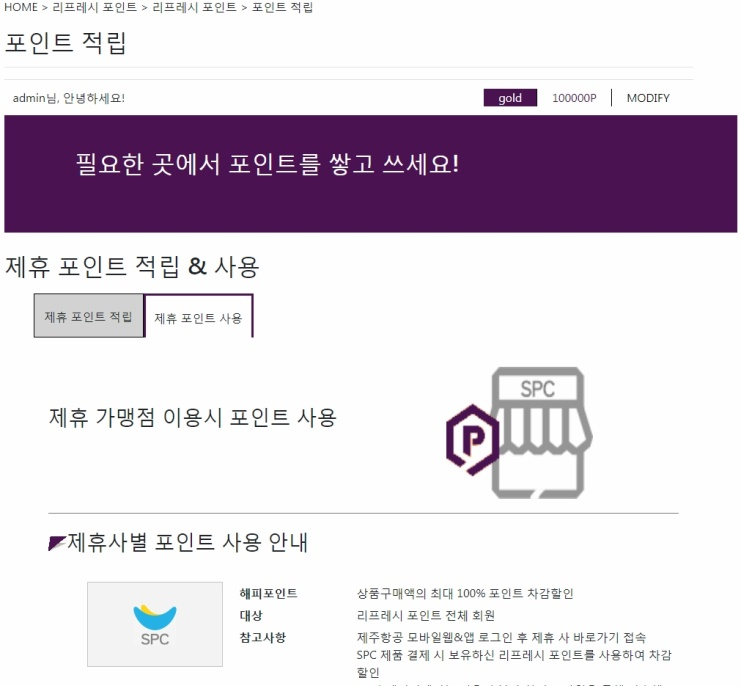 HOME > 리프레시 포인트 > 리프레시 포인트 > 포인트 적립
포인트 적립
admin님, 안녕하세요!
gold 100000P MODIFY
필요한 곳에서 포인트를 쌓고 쓰세요!
제휴 포인트 적립 & 사용
제휴 포인트 적립 제휴 포인트 사용
SPC
제휴 가맹점 이용시 포인트 사용
P
제휴사별 포인트 사용 안내
SPC
해피포인트 상품구매액의 최대 100% 포인트 차감할인
대상 리프레시 포인트 전체 회원
참고사항 제주항공 모바일웹&앱 로그인 후 제휴 사 바로가기 접속
SPC 제품 결제 시 보유하신 리프레시 포인트를 사용하여 차감
할인